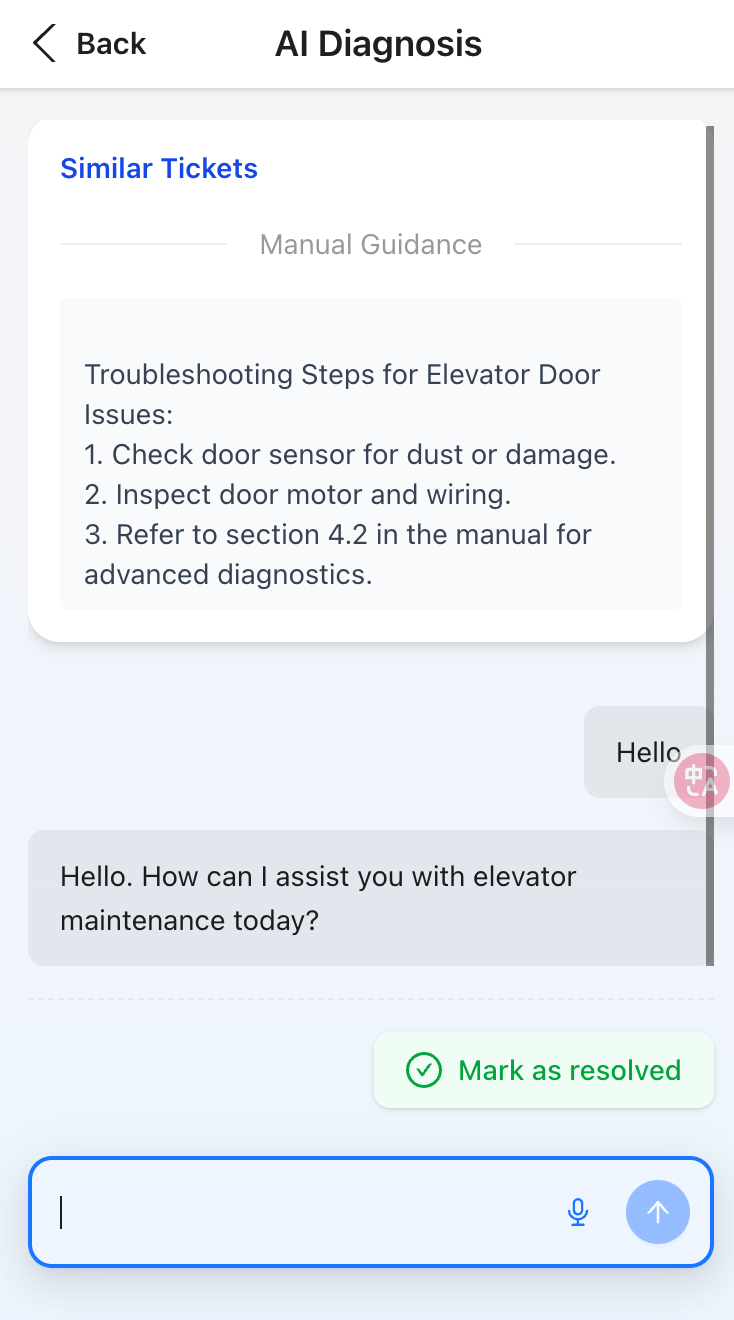 Back
AI Diagnosis
Similar Tickets
Manual Guidance
Troubleshooting Steps for Elevator Door
Issues:
1. Check door sensor for dust or damage.
2. Inspect door motor and wiring.
3. Refer to section 4.2 in the manual for
advanced diagnostics.
Hello
中A
Hello. How can I assist you with elevator
maintenance today?
Mark as resolved